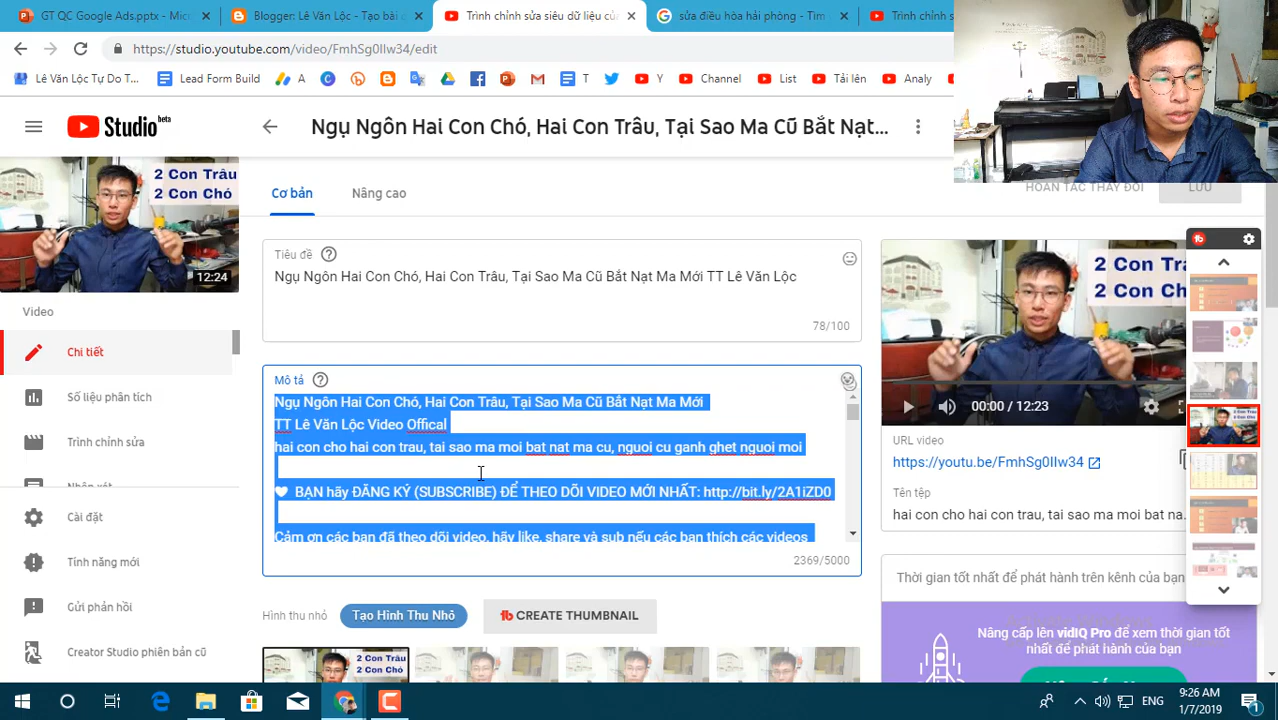 GT QC Google Ads.pptx - Micr
Blogger: Lê Văn Lộc - Tạo bài
Trình chỉnh sửa siêu dữ liệu củ
sửa điều hòa hải phòng - Tìm
Trình chỉnh s
https://studio.youtube.com/video/FmhSg0IIw34/edit
Lê Văn Lộc Tự Do T...
Lead Form Build
A
T
Y
Channel
List
Tải lên
Analy
Studio beta
Ngụ Ngôn Hai Con Chó, Hai Con Trâu, Tại Sao Ma Cũ Bắt Nạt...
2 Con Trâu
2 Con Chó
12:24
Cơ bản
Nâng cao
HOÀN TÁC THAY ĐỔI
LƯU
Video
Chi tiết
Số liệu phân tích
Trình chỉnh sửa
Nhận xét
Cài đặt
Tính năng mới
Gửi phản hồi
Creator Studio phiên bản cũ
Tiêu đề
Ngụ Ngôn Hai Con Chó, Hai Con Trâu, Tại Sao Ma Cũ Bắt Nạt Ma Mới TT Lê Văn Lộc
78/100
Mô tả
Ngụ Ngôn Hai Con Chó, Hai Con Trâu, Tại Sao Ma Cũ Bắt Nạt Ma Mới
TT Lê Văn Lộc Video Offical
hai con cho hai con trau, tai sao ma moi bat nat ma cu, nguoi cu ganh ghet nguoi moi
BẠN hãy ĐĂNG KÝ (SUBSCRIBE) ĐỂ THEO DÕI VIDEO MỚI NHẤT: http://bit.ly/2A1iZD0
Cảm ơn các bạn đã theo dõi video, hãy like, share và sub nếu các bạn thích các videos
2369/5000
Hình thu nhỏ
Tạo Hình Thu Nhỏ
CREATE THUMBNAIL
2 Con Trâu
2 Con Chó
2 Con Trâ
2 Con Ch
00:00 / 12:23
URL video
https://youtu.be/FmhSg0IIw34
Tên tệp
hai con cho hai con trau, tai sao ma moi bat na...
Thời gian tốt nhất để phát hành trên kênh của bạn
Nâng cấp lên vidIQ Pro để xem thời gian tốt
nhất để phát hành của bạn
ENG
9:26 AM
1/7/2019
1